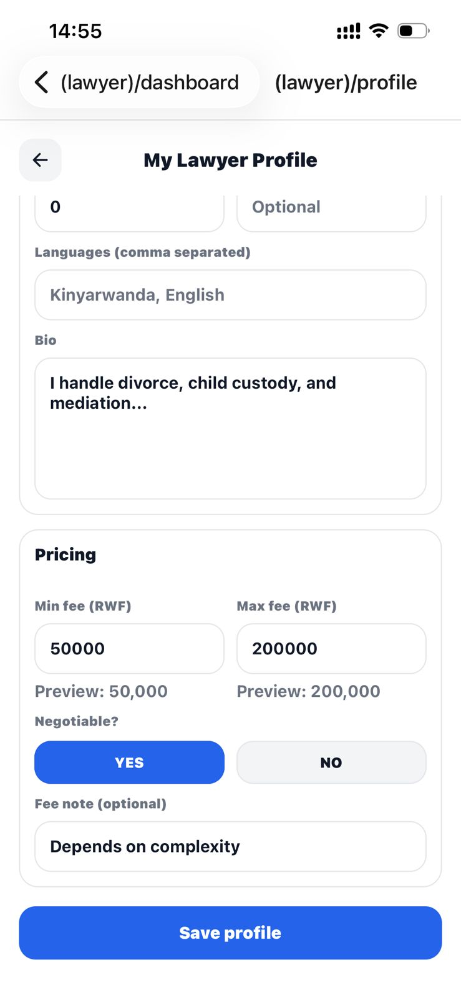 14:55
(lawyer)/dashboard (lawyer)/profile
My Lawyer Profile
0 Optional
Languages (comma separated)
Kinyarwanda, English
Bio
I handle divorce, child custody, and
mediation...
Pricing
Min fee (RWF) Max fee (RWF)
50000 200000
Preview: 50,000 Preview: 200,000
Negotiable?
YES NO
Fee note (optional)
Depends on complexity
Save profile